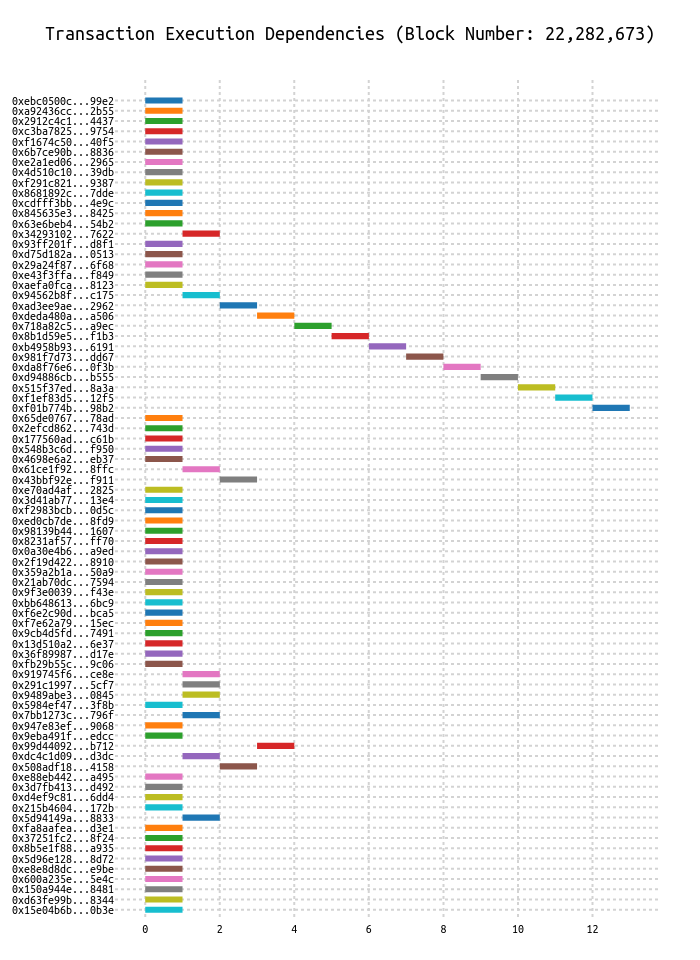 Transaction Execution Dependencies (Block Number: 22,282,673)
0xebc0500c...99e2
0xa92436cc...2b55
0x2912c4c1...4437
0xc3ba7825...9754
0xf1674c50...40f5
0x6b7ce90b...8836
0xe2a1ed06...2965
0x4d510c10...39db
0xf291c821...9387
0x8681892c...7dde
0xcdfff3bb...4e9c
0x845635e3...8425
0x63e6beb4...54b2
0x34293102...7622
0x93ff201f...d8f1
0xd75d182a...0513
0x29a24f87...6f68
0xe43f3ffa...f849
0xaefa0fca...8123
0x94562b8f...c175
0xad3ee9ae...2962
0xdeda480a...a506
0x718a82c5...a9ec
0x8b1d59e5...f1b3
0xb4958b93...6191
0x981f7d73...dd67
0xda8f76e6...0f3b
0xd94886cb...b555
0x515f37ed...8a3a
0xf1ef83d5...12f5
0xf01b774b...98b2
0x65de0767...78ad
0x2efcd862...743d
0x177560ad...c61b
0x548b3c6d...f950
0x4698e6a2...eb37
0x61ce1f92...8ffc
0x43bbf92e...f911
0xe70ad4af...2825
0x3d41ab77...13e4
0xf2983bcb...0d5c
0xed0cb7de...8fd9
0x98139b44...1607
0x8231af57...ff70
0x0a30e4b6...a9ed
0x2f19d422...8910
0x359a2b1a...50a9
0x21ab70dc...7594
0x9f3e0039...f43e
0xbb648613...6bc9
0xf6e2c90d...bca5
0xf7e62a79...15ec
0x9cb4d5fd...7491
0x13d510a2...6e37
0x36f89987...d17e
0xfb29b55c...9c06
0x919745f6...ce8e
0x291c1997...5cf7
0x9489abe3...0845
0x5984ef47...3f8b
0x7bb1273c...796f
0x947e83ef...9068
0x9eba491f...edcc
0x99d44092...b712
0xdc4c1d09...d3dc
0x508adf18...4158
0xe88eb442...a495
0x3d7fb413...d492
0xd4ef9c81...6dd4
0x215b4604...172b
0x5d94149a...8833
0xfa8aafea...d3e1
0x37251fc2...8f24
0x8b5e1f88...a935
0x5d96e128...8d72
0xe8e8d8dc...e9be
0x600a235e...5e4c
0x150a944e...8481
0xd63fe99b...8344
0x15e04b6b...0b3e
0 2 4 6 8 10 12